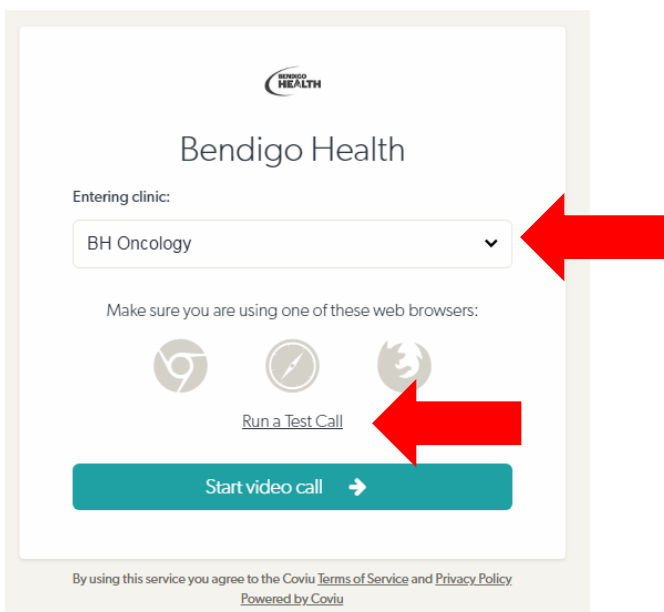 BENDIGO
HEALTH
Bendigo Health
Entering clinic:
BH Oncology
Make sure you are using one of these web browsers:
Run a Test Call
Start video call
By using this service you agree to the Coviu Terms of Service and Privacy Policy
Powered by Coviu